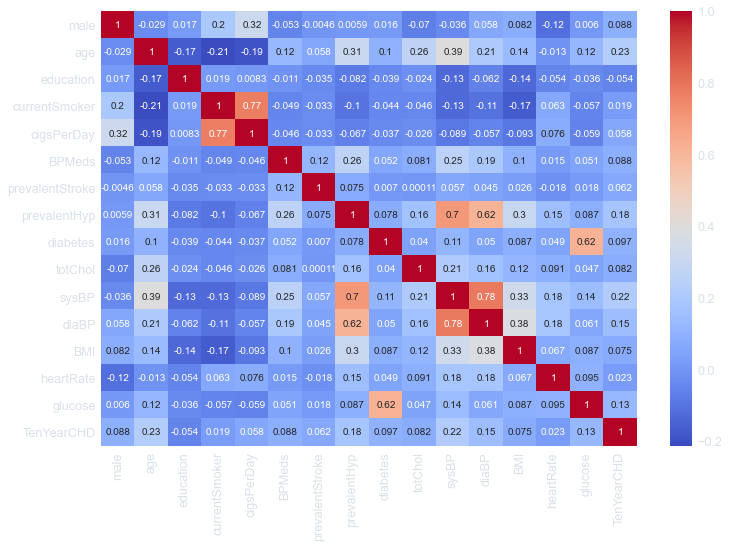 male 1 -0.029 0.017 0.2 0.32 -0.053 -0.0046 0.0059 0.016 -0.07 -0.036 0.058 0.082 -0.12 0.006 0.088
age -0.029 1 -0.17 -0.21 -0.19 0.12 0.058 0.31 0.1 0.26 0.39 0.21 0.14 -0.013 0.12 0.23
education 0.017 -0.17 1 0.019 0.0083 -0.011 -0.035 -0.082 -0.039 -0.024 -0.13 -0.062 -0.14 -0.054 -0.036 -0.054
currentSmoker 0.2 -0.21 0.019 1 0.77 -0.049 -0.033 -0.1 -0.044 -0.046 -0.13 -0.11 -0.17 0.063 -0.057 0.019
cigsPerDay 0.32 -0.19 0.0083 0.77 1 -0.046 -0.033 -0.067 -0.037 -0.026 -0.089 -0.057 -0.093 0.076 -0.059 0.058
BPMeds -0.053 0.12 -0.011 -0.049 -0.046 1 0.12 0.26 0.052 0.081 0.25 0.19 0.1 0.015 0.051 0.088
prevalentStroke -0.0046 0.058 -0.035 -0.033 -0.033 0.12 1 0.075 0.007 0.00011 0.057 0.045 0.026 -0.018 0.018 0.062
prevalentHyp 0.0059 0.31 -0.082 -0.1 -0.067 0.26 0.075 1 0.078 0.16 0.7 0.62 0.3 0.15 0.087 0.18
diabetes 0.016 0.1 -0.039 -0.044 -0.037 0.052 0.007 0.078 1 0.04 0.11 0.05 0.087 0.049 0.62 0.097
totChol -0.07 0.26 -0.024 -0.046 -0.026 0.081 0.00011 0.16 0.04 1 0.21 0.16 0.12 0.091 0.047 0.082
sysBP -0.036 0.39 -0.13 -0.13 -0.089 0.25 0.057 0.7 0.11 0.21 1 0.78 0.33 0.18 0.14 0.22
diaBP 0.058 0.21 -0.062 -0.11 -0.057 0.19 0.045 0.62 0.05 0.16 0.78 1 0.38 0.18 0.061 0.15
BMI 0.082 0.14 -0.14 -0.17 -0.093 0.1 0.026 0.3 0.087 0.12 0.33 0.38 1 0.067 0.087 0.075
heartRate -0.12 -0.013 -0.054 0.063 0.076 0.015 -0.018 0.15 0.049 0.091 0.18 0.18 0.067 1 0.095 0.023
glucose 0.006 0.12 -0.036 -0.057 -0.059 0.051 0.018 0.087 0.62 0.047 0.14 0.061 0.087 0.095 1 0.13
TenYearCHD 0.088 0.23 -0.054 0.019 0.058 0.088 0.062 0.18 0.097 0.082 0.22 0.15 0.075 0.023 0.13 1
male age education currentSmoker cigsPerDay BPMeds prevalentStroke prevalentHyp diabetes totChol sysBP diaBP BMI heartRate glucose TenYearCHD
1.0
0.8
0.6
0.4
0.2
0.0
−0.2